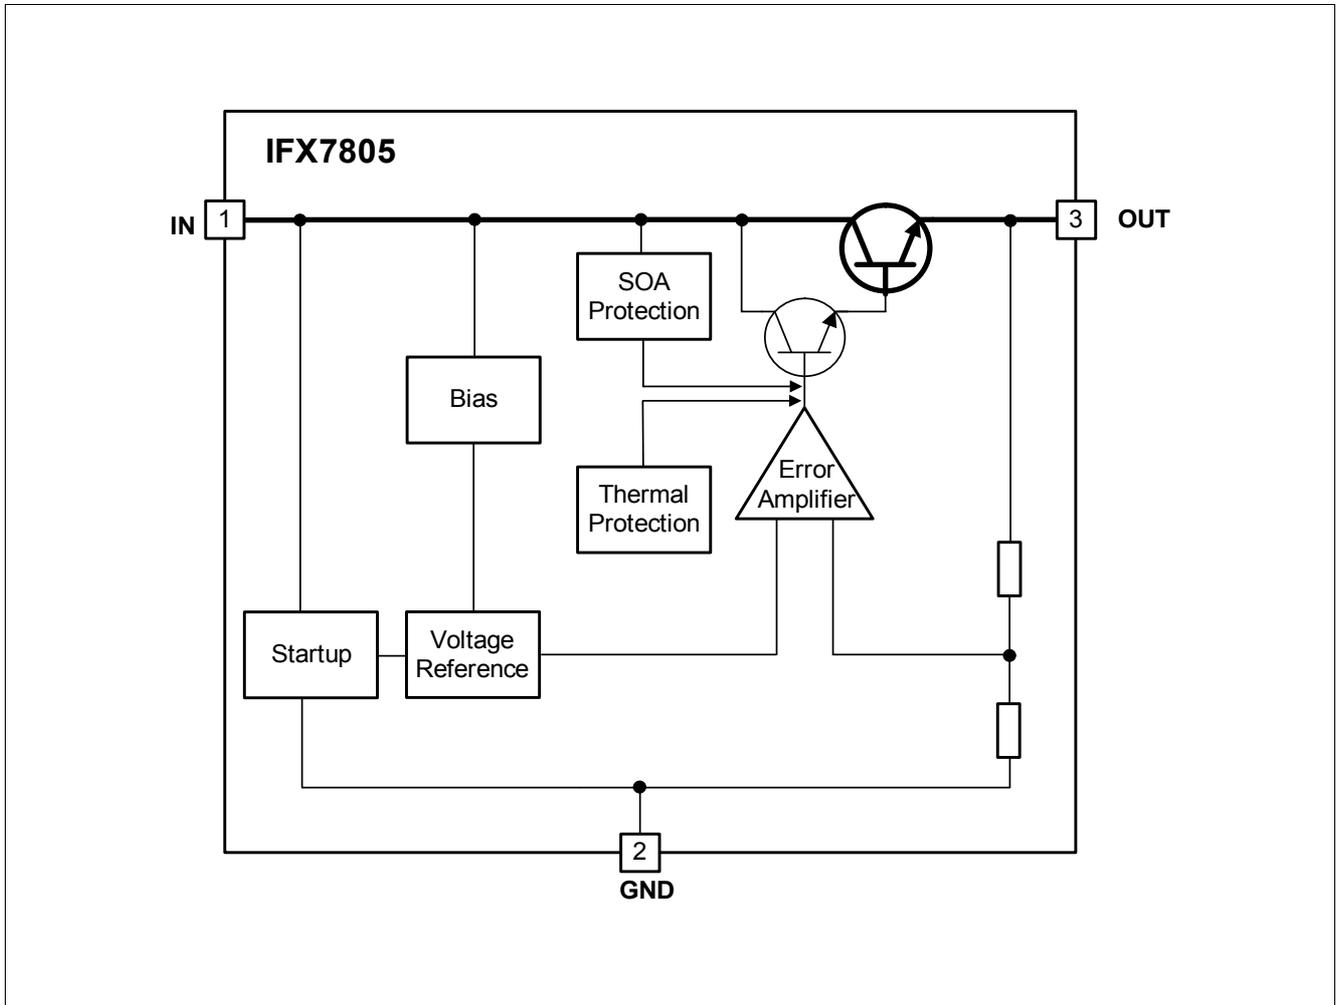 IFX7805
IN
1
3
OUT
SOA
Protection
Bias
Error
Amplifier
Thermal
Protection
Startup
Voltage
Reference
2
GND